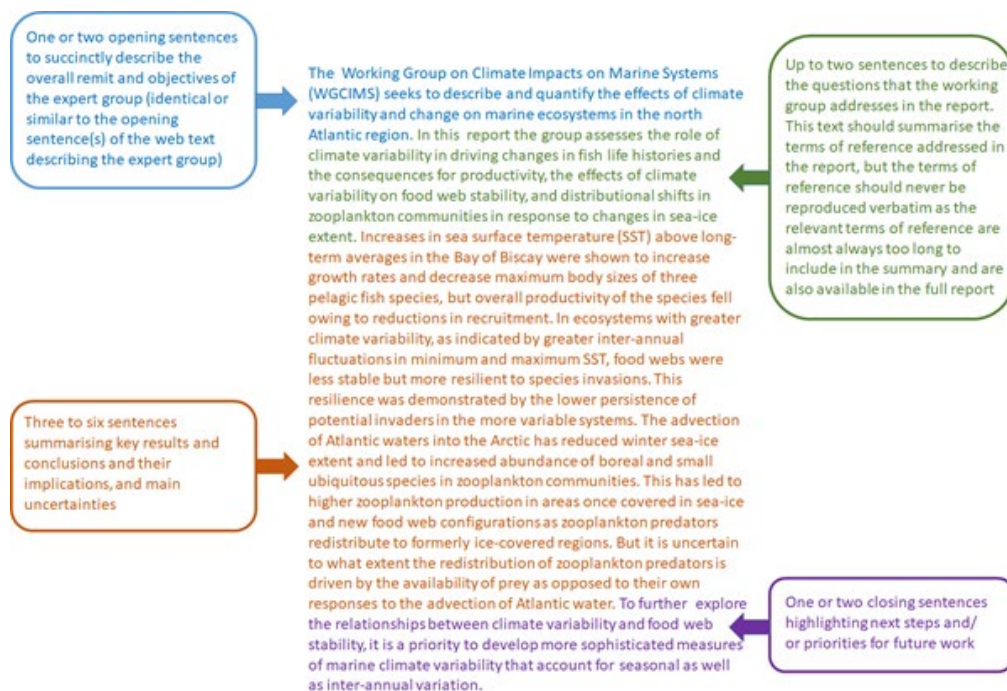 One or two opening sentences
to succinctly describe the
overall remit and objectives of
the expert group (identical or
similar to the opening
sentence(s) of the web text
describing the expert group)
The Working Group on Climate Impacts on Marine Systems
(WGCIMS) seeks to describe and quantify the effects of climate
variability and change on marine ecosystems in the north
Atlantic region. In this report the group assesses the role of
climate variability in driving changes in fish life histories and
the consequences for productivity, the effects of climate
variability on food web stability, and distributional shifts in
zooplankton communities in response to changes in sea-ice
extent. Increases in sea surface temperature (SST) above long-
term averages in the Bay of Biscay were shown to increase
growth rates and decrease maximum body sizes of three
pelagic fish species, but overall productivity of the species fell
owing to reductions in recruitment. In ecosystems with greater
climate variability, as indicated by greater inter-annual
fluctuations in minimum and maximum SST, food webs were
less stable but more resilient to species invasions. This
resilience was demonstrated by the lower persistence of
potential invaders in the more variable systems. The advection
of Atlantic waters into the Arctic has reduced winter sea-ice
extent and led to increased abundance of boreal and small
ubiquitous species in zooplankton communities. This has led to
higher zooplankton production in areas once covered in sea-ice
and new food web configurations as zooplankton predators
redistribute to formerly ice-covered regions. But it is uncertain
to what extent the redistribution of zooplankton predators is
driven by the availability of prey as opposed to their own
responses to the advection of Atlantic water. To further explore
the relationships between climate variability and food web
stability, it is a priority to develop more sophisticated measures
of marine climate variability that account for seasonal as well
as inter-annual variation.
Up to two sentences to describe
the questions that the working
group addresses in the report.
This text should summarise the
terms of reference addressed in
the report, but the terms of
reference should never be
reproduced verbatim as the
relevant terms of reference are
almost always too long to
include in the summary and are
also available in the full report
Three to six sentences
summarising key results and
conclusions and their
implications, and main
uncertainties
One or two closing sentences
highlighting next steps and/
or priorities for future work